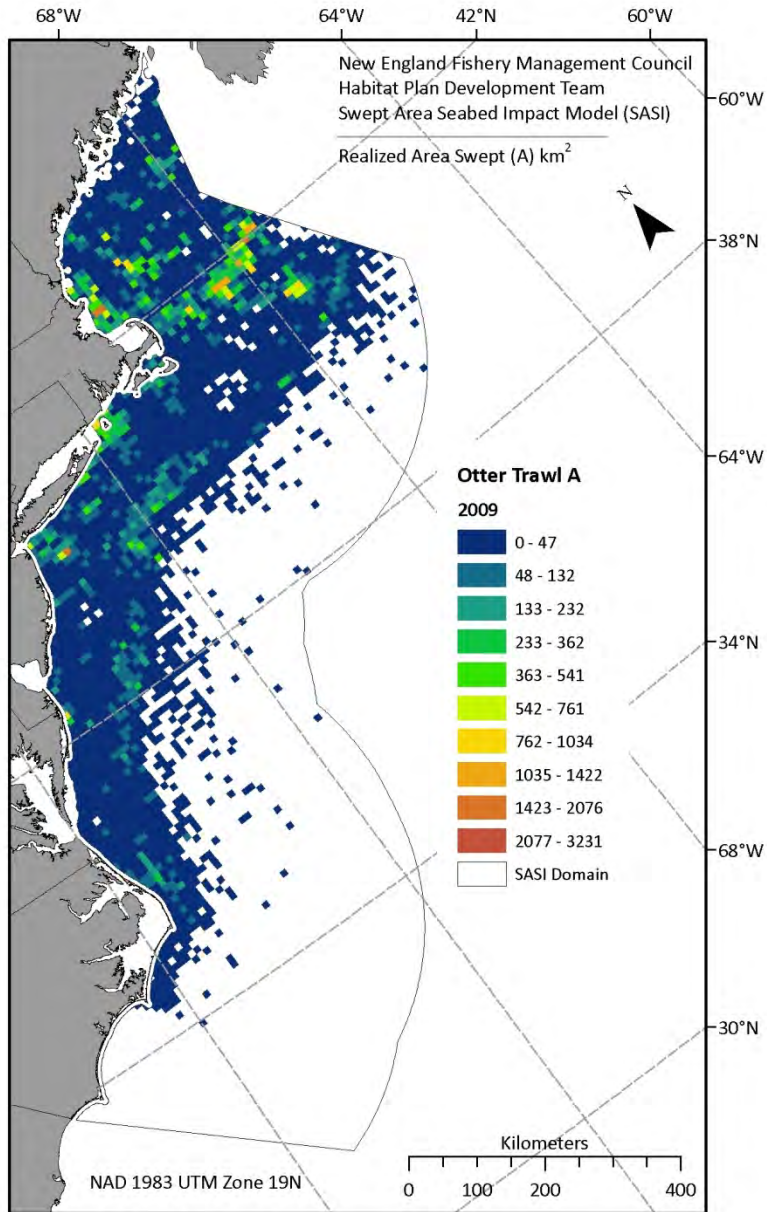 68°W 64°W 42°N 60°W
New England Fishery Management Council
Habitat Plan Development Team
Swept Area Seabed Impact Model (SASI)
Realized Area Swept (A) km²
N
60°W
38°N
64°W
34°N
68°W
30°N
Otter Trawl A
2009
0 - 47
48 - 132
133 - 232
233 - 362
363 - 541
542 - 761
762 - 1034
1035 - 1422
1423 - 2076
2077 - 3231
SASI Domain
Kilometers
0 100 200 400
NAD 1983 UTM Zone 19N